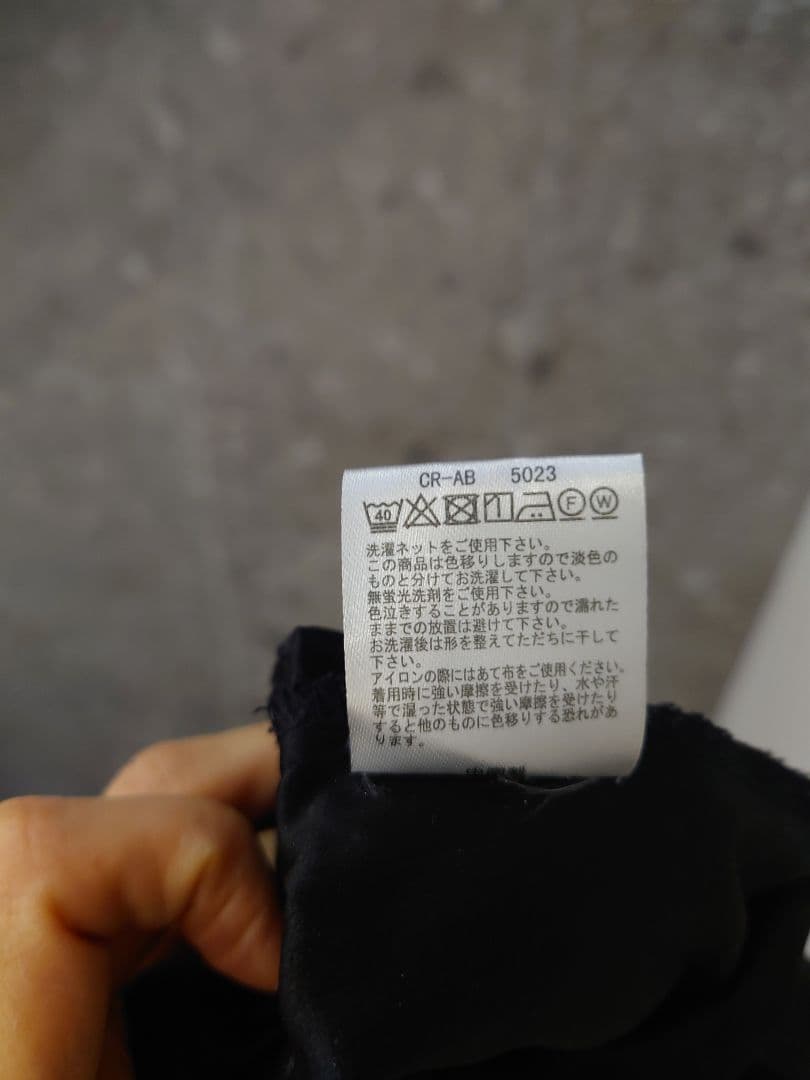 CR-AB 5023
40 F W
洗濯ネットをご使用下さい。
この商品は色移りしますので淡色の
ものと分けてお洗濯して下さい。
無蛍光洗剤をご使用下さい。
色泣きすることがありますので濡れた
ままでの放置は避けて下さい。
お洗濯後は形を整えてただちに干して
下さい。
アイロンの際にはあて布をご使用ください。
着用時に強い摩擦を受けたり、水や汗
等で湿った状態で強い摩擦を受けたり
すると他のものに色移りする恐れがあ
ります。